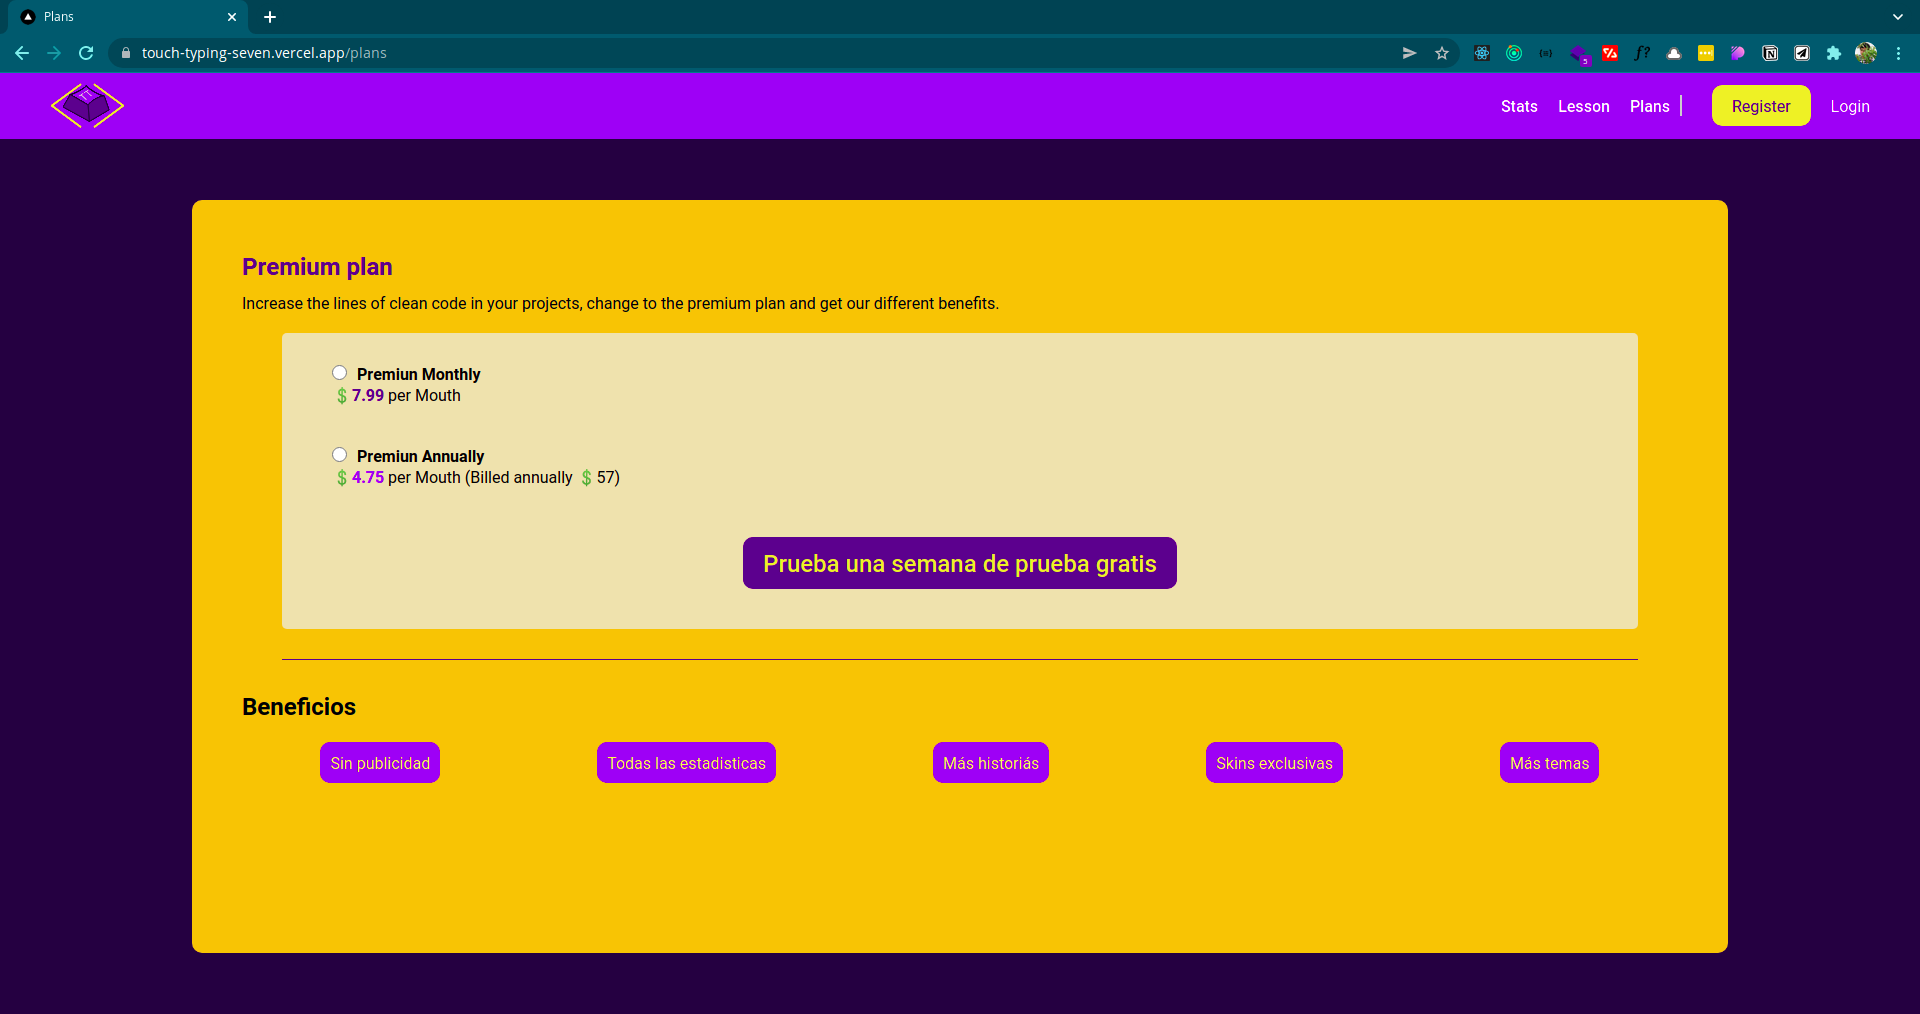 Plans
touch-typing-seven.vercel.app/plans
5
Stats Lesson Plans Register Login
Premium plan
Increase the lines of clean code in your projects, change to the premium plan and get our different benefits.
Premiun Monthly
$7.99 per Mouth
Premiun Annually
$4.75 per Mouth (Billed annually $57)
Prueba una semana de prueba gratis
Beneficios
Sin publicidad Todas las estadisticas Más historiás Skins exclusivas Más temas